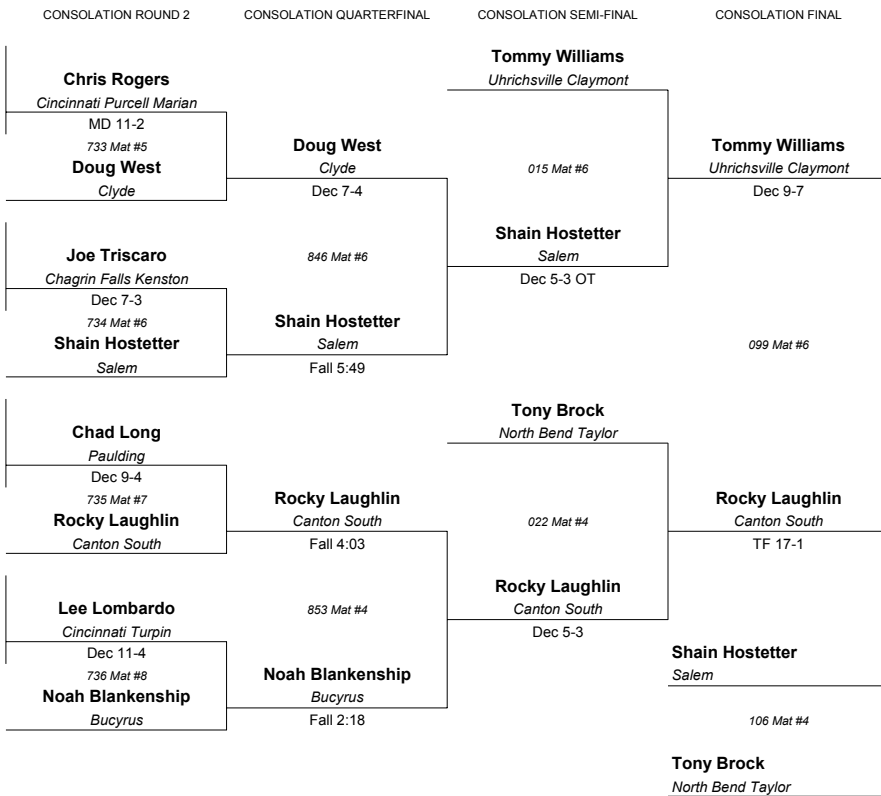 CONSOLATION ROUND 2 CONSOLATION QUARTERFINAL CONSOLATION SEMI-FINAL CONSOLATION FINAL
Chris Rogers
Cincinnati Purcell Marian
MD 11-2
733 Mat #5
Doug West
Clyde
Joe Triscaro
Chagrin Falls Kenston
Dec 7-3
734 Mat #6
Shain Hostetter
Salem
Chad Long
Paulding
Dec 9-4
735 Mat #7
Rocky Laughlin
Canton South
Lee Lombardo
Cincinnati Turpin
Dec 11-4
736 Mat #8
Noah Blankenship
Bucyrus
Doug West
Clyde
Dec 7-4
846 Mat #6
Shain Hostetter
Salem
Fall 5:49
Rocky Laughlin
Canton South
Fall 4:03
853 Mat #4
Noah Blankenship
Bucyrus
Fall 2:18
Tommy Williams
Uhrichsville Claymont
015 Mat #6
Shain Hostetter
Salem
Dec 5-3 OT
Tony Brock
North Bend Taylor
022 Mat #4
Rocky Laughlin
Canton South
Dec 5-3
Tommy Williams
Uhrichsville Claymont
Dec 9-7
099 Mat #6
Rocky Laughlin
Canton South
TF 17-1
Shain Hostetter
Salem
106 Mat #4
Tony Brock
North Bend Taylor